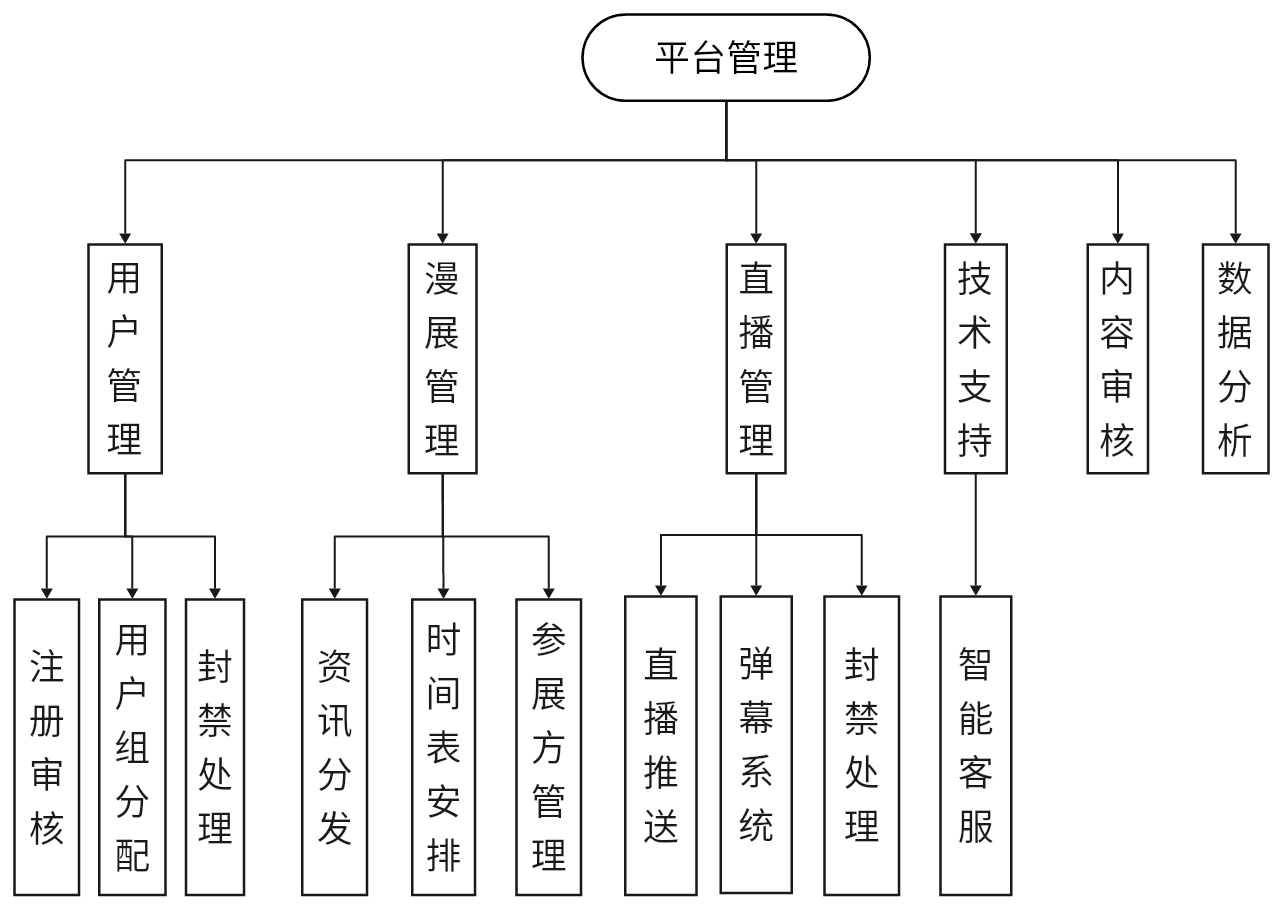 平台管理
用户管理
漫展管理
直播管理
技术支持
内容审核
数据分析
注册审核
用户组分配
封禁处理
资讯分发
时间表安排
参展方管理
直播推送
弹幕系统
封禁处理
智能客服